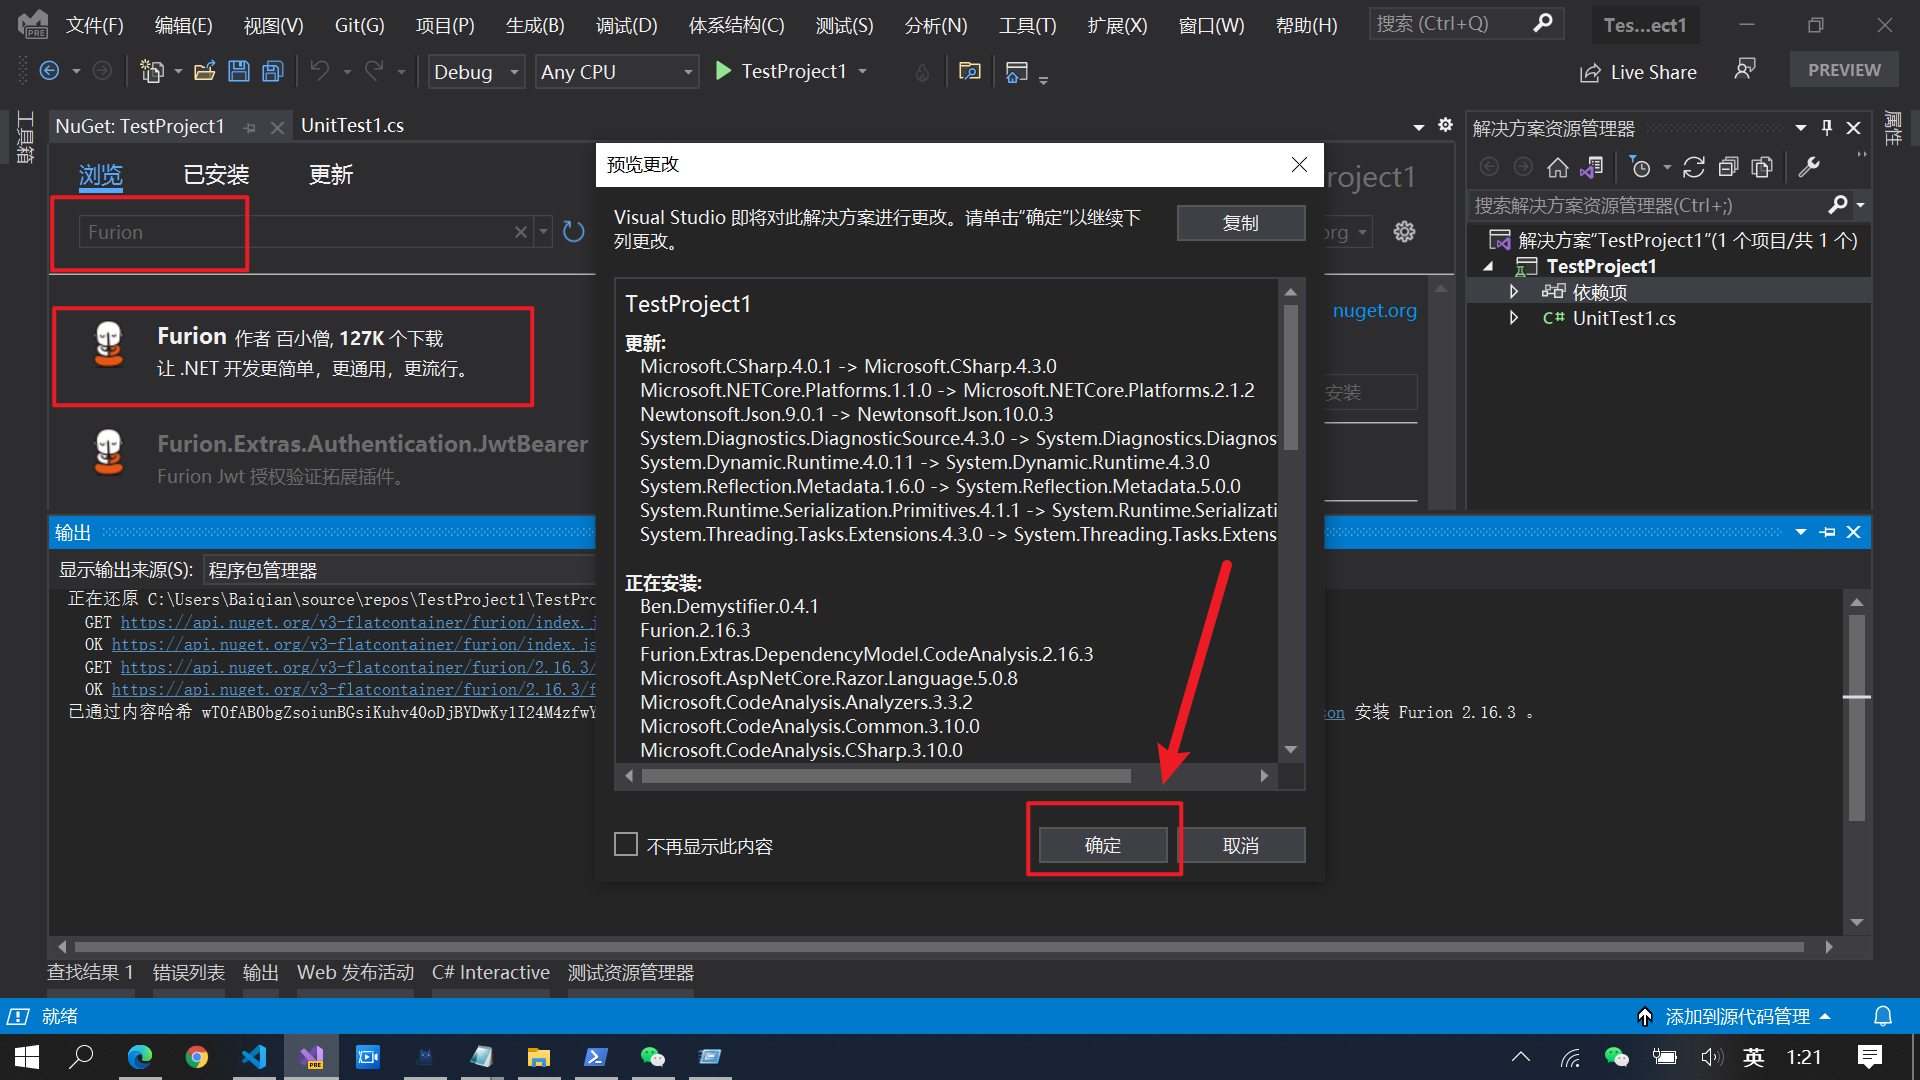 文件(F) 编辑(E) 视图(V) Git(G) 项目(P) 生成(B) 调试(D) 体系结构(C) 测试(S) 分析(N) 工具(T) 扩展(X) 窗口(W) 帮助(H) 搜索 (Ctrl+Q) Tes...ect1
Debug Any CPU TestProject1 Live Share PREVIEW
工具箱
NuGet: TestProject1 UnitTest1.cs
浏览 已安装 更新
Furion
Furion 作者 百小僧, 127K 个下载
让 .NET 开发更简单，更通用，更流行。
Furion.Extras.Authentication.JwtBearer
Furion Jwt 授权验证拓展插件。
roject1
org
nuget.org
安装
预览更改
Visual Studio 即将对此解决方案进行更改。请单击“确定”以继续下
列更改。
复制
TestProject1
更新:
Microsoft.CSharp.4.0.1 -> Microsoft.CSharp.4.3.0
Microsoft.NETCore.Platforms.1.1.0 -> Microsoft.NETCore.Platforms.2.1.2
Newtonsoft.Json.9.0.1 -> Newtonsoft.Json.10.0.3
System.Diagnostics.DiagnosticSource.4.3.0 -> System.Diagnostics.Diagnos
System.Dynamic.Runtime.4.0.11 -> System.Dynamic.Runtime.4.3.0
System.Reflection.Metadata.1.6.0 -> System.Reflection.Metadata.5.0.0
System.Runtime.Serialization.Primitives.4.1.1 -> System.Runtime.Serializati
System.Threading.Tasks.Extensions.4.3.0 -> System.Threading.Tasks.Extens
正在安装:
Ben.Demystifier.0.4.1
Furion.2.16.3
Furion.Extras.DependencyModel.CodeAnalysis.2.16.3
Microsoft.AspNetCore.Razor.Language.5.0.8
Microsoft.CodeAnalysis.Analyzers.3.3.2
Microsoft.CodeAnalysis.Common.3.10.0
Microsoft.CodeAnalysis.CSharp.3.10.0
不再显示此内容
确定 取消
解决方案资源管理器
搜索解决方案资源管理器(Ctrl+;)
解决方案“TestProject1”(1 个项目/共 1 个)
TestProject1
依赖项
C# UnitTest1.cs
属性
输出
显示输出来源(S): 程序包管理器
正在还原 C:\Users\Baiqian\source\repos\TestProject1\TestPro
GET https://api.nuget.org/v3-flatcontainer/furion/index.j
OK https://api.nuget.org/v3-flatcontainer/furion/index.js
GET https://api.nuget.org/v3-flatcontainer/furion/2.16.3/
OK https://api.nuget.org/v3-flatcontainer/furion/2.16.3/f
已通过内容哈希 wT0fAB0bgZsoiunBGsiKuhv40oDjBYDwKy1I24M4zfwY
on 安装 Furion 2.16.3 。
查找结果 1 错误列表 输出 Web 发布活动 C# Interactive 测试资源管理器
就绪 添加到源代码管理
英 1:21